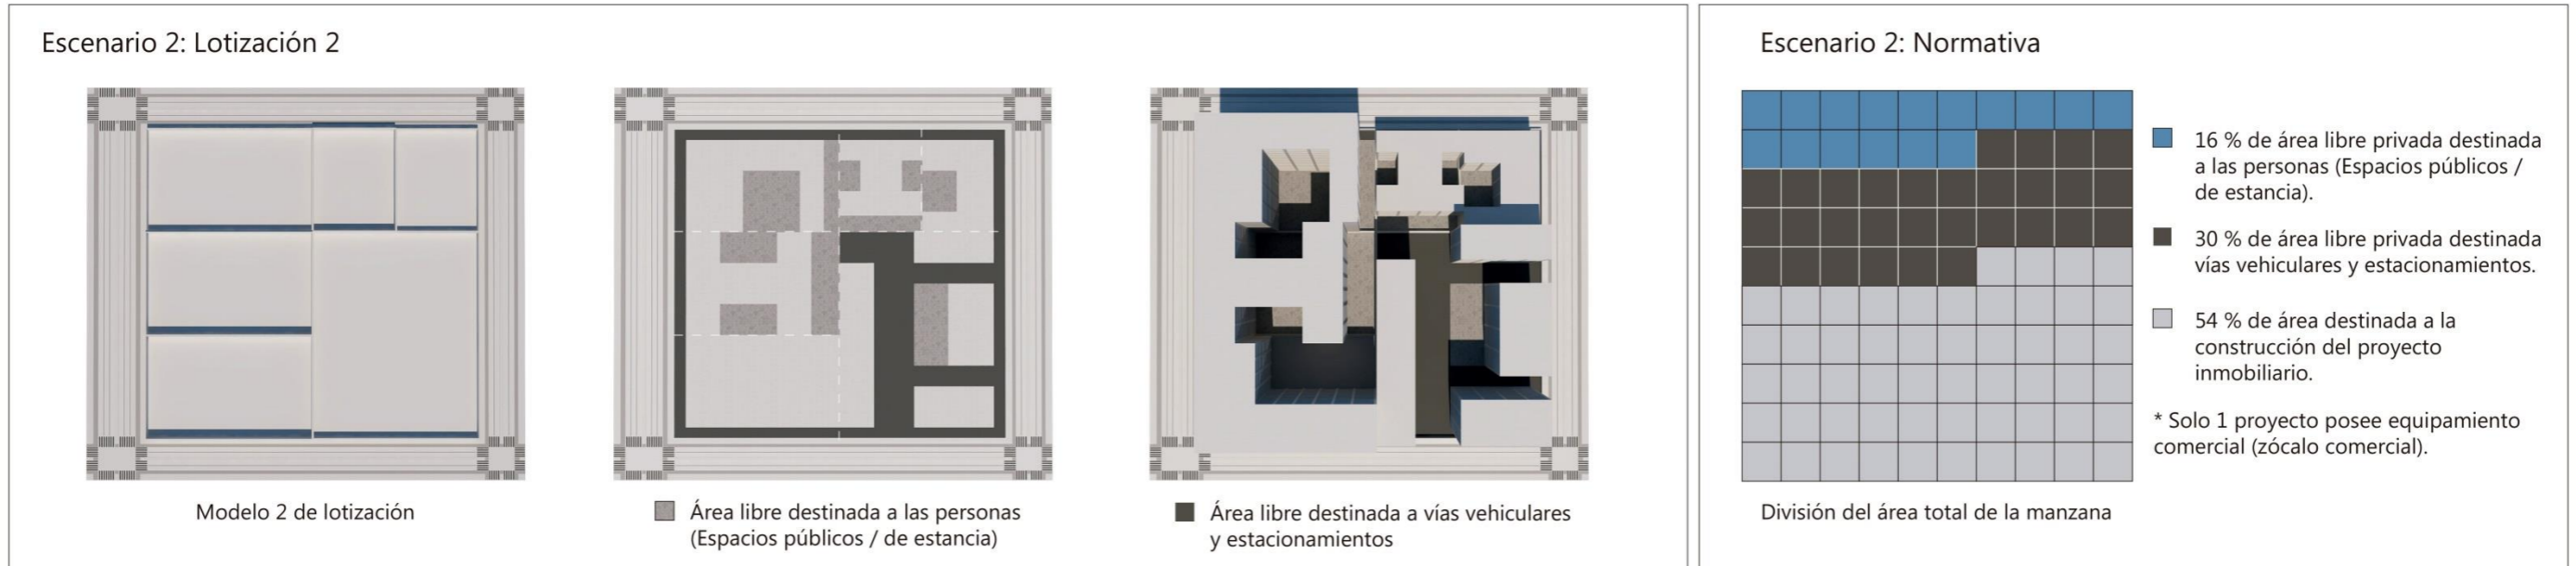 Escenario 2: Lotización 2
Modelo 2 de lotización
Área libre destinada a las personas
(Espacios públicos / de estancia)
Área libre destinada a vías vehiculares
y estacionamientos
Escenario 2: Normativa
16 % de área libre privada destinada
a las personas (Espacios públicos /
de estancia).
30 % de área libre privada destinada
vías vehiculares y estacionamientos.
54 % de área destinada a la
construcción del proyecto
inmobiliario.
* Solo 1 proyecto posee equipamiento
comercial (zócalo comercial).
División del área total de la manzana